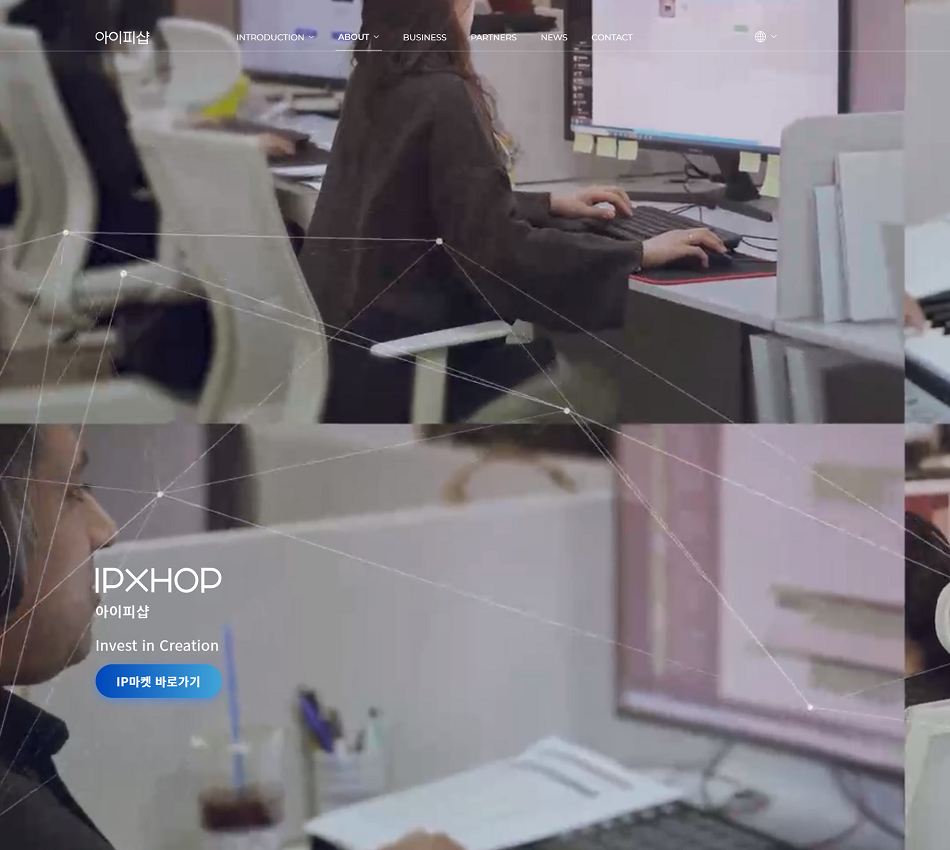 아이피샵
INTRODUCTION
ABOUT
BUSINESS
PARTNERS
NEWS
CONTACT
IPXHOP
아이피샵
Invest in Creation
IP마켓 바로가기